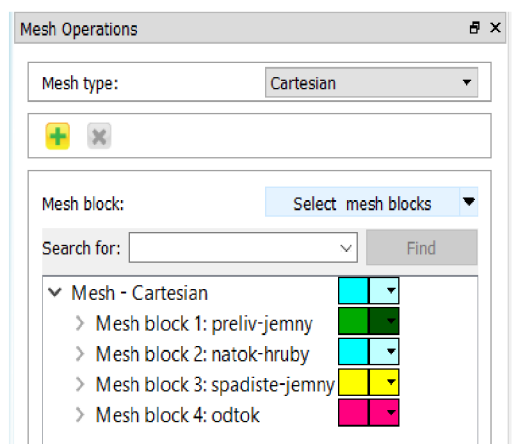 Mesh Operations
Mesh type: Cartesian
Mesh block: Select mesh blocks
Search for: Find
Mesh - Cartesian
Mesh block 1: preliv-jemny
Mesh block 2: natok-hruby
Mesh block 3: spadiste-jemny
Mesh block 4: odtok